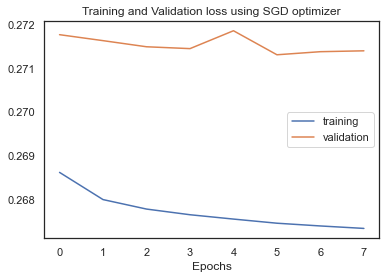 Training and Validation loss using SGD optimizer
0.272
0.271
0.270
0.269
0.268
training
validation
0 1 2 3 4 5 6 7
Epochs